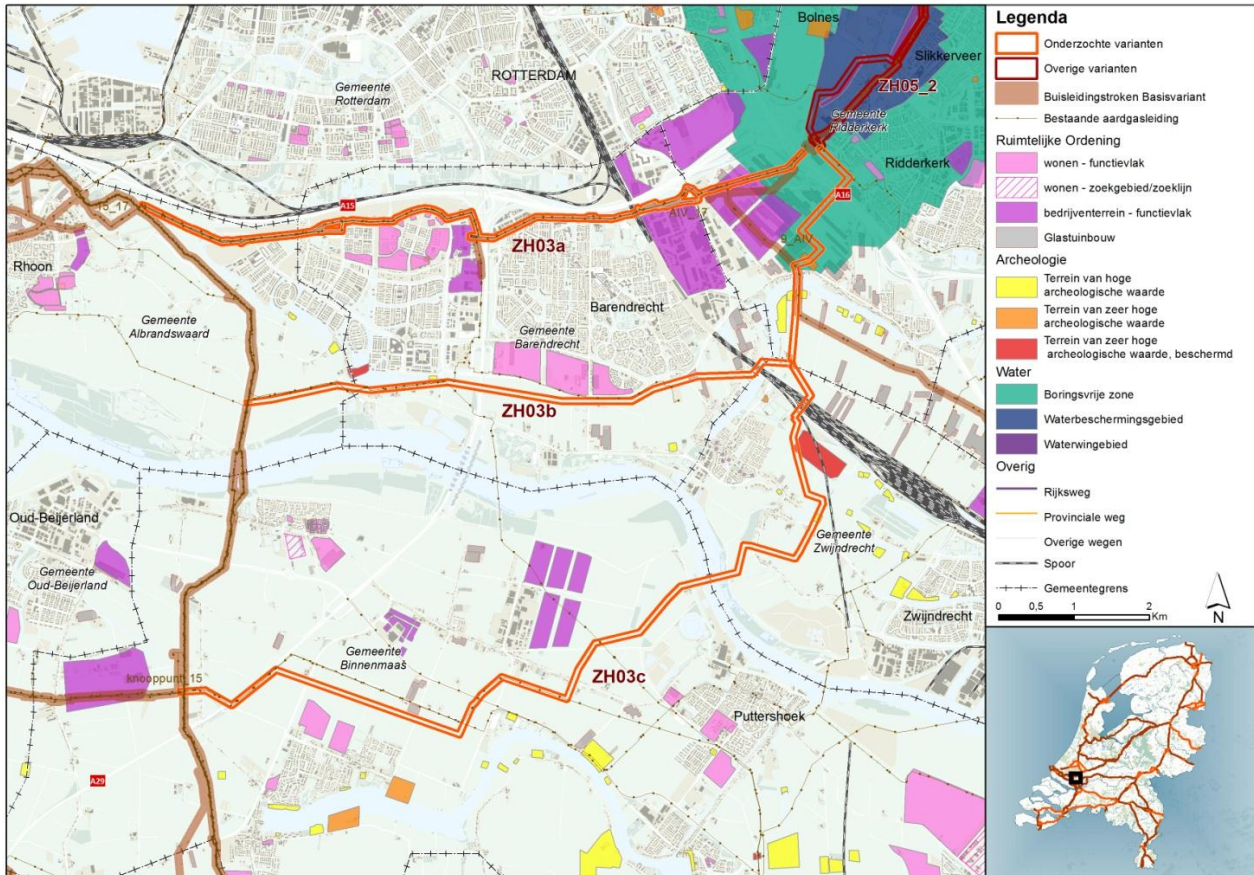 Bolnes
Slikkerveer
ROTTERDAM
Gemeente
Rotterdam
ZH05_2
Gemeente
Ridderkerk
Ridderkerk
A16
A15
ZH03a
Rhoon
Barendrecht
Gemeente
Albrandswaard
Gemeente
Barendrecht
ZH03b
Oud-Beijerland
Gemeente
Oud-Beijerland
Gemeente
Zwijndrecht
Zwijndrecht
Gemeente
Binnenmaas
knooppunt_15
ZH03c
Puttershoek
A29
Legenda
Onderzochte varianten
Overige varianten
Buisleidingstroken Basisvariant
Bestaande aardgasleiding
Ruimtelijke Ordening
wonen - functievlak
wonen - zoekgebied/zoeklijn
bedrijventerrein - functievlak
Glastuinbouw
Archeologie
Terrein van hoge
archeologische waarde
Terrein van zeer hoge
archeologische waarde
Terrein van zeer hoge
archeologische waarde, beschermd
Water
Boringsvrije zone
Waterbeschermingsgebied
Waterwingebied
Overig
Rijksweg
Provinciale weg
Overige wegen
Spoor
Gemeentegrens
0 0,5 1 2
Km
N